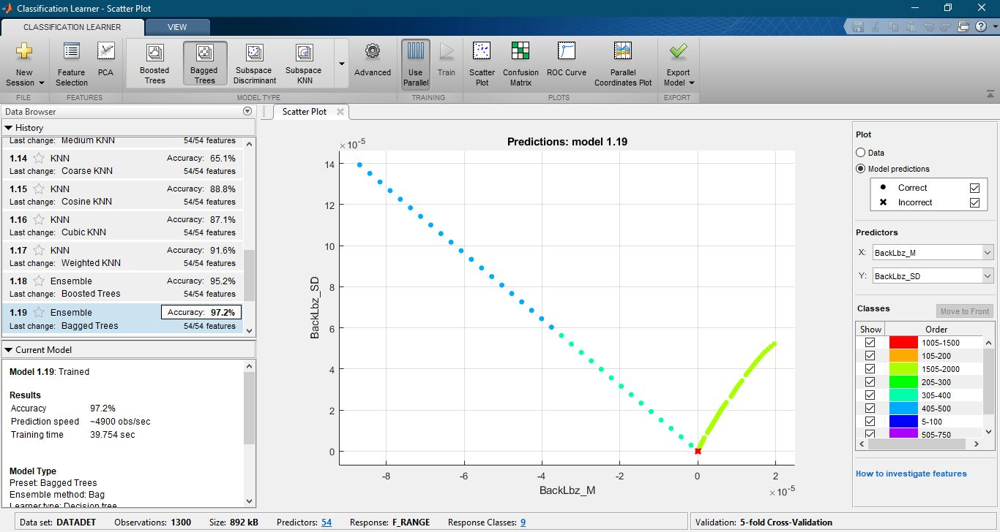 Classification Learner - Scatter Plot
CLASSIFICATION LEARNER VIEW
New Session
Feature Selection
PCA
Boosted Trees
Bagged Trees
Subspace Discriminant
Subspace KNN
Advanced
Use Parallel
Train
Scatter Plot
Confusion Matrix
ROC Curve
Parallel Coordinates Plot
Export Model
FILE FEATURES MODEL TYPE TRAINING PLOTS EXPORT
Data Browser
History
Last change: Medium KNN 54/54 features
1.14 KNN Accuracy: 65.1%
Last change: Coarse KNN 54/54 features
1.15 KNN Accuracy: 88.8%
Last change: Cosine KNN 54/54 features
1.16 KNN Accuracy: 87.1%
Last change: Cubic KNN 54/54 features
1.17 KNN Accuracy: 91.6%
Last change: Weighted KNN 54/54 features
1.18 Ensemble Accuracy: 95.2%
Last change: Boosted Trees 54/54 features
1.19 Ensemble Accuracy: 97.2%
Last change: Bagged Trees 54/54 features
Current Model
Model 1.19: Trained
Results
Accuracy 97.2%
Prediction speed ~4900 obs/sec
Training time 39.754 sec
Model Type
Preset: Bagged Trees
Ensemble method: Bag
Learner type: Decision tree
Scatter Plot
Predictions: model 1.19
×10^-5
14
12
10
8
6
4
2
0
BackLbz_SD
-8 -6 -4 -2 0 2
BackLbz_M
×10^-5
Plot
Data
Model predictions
Correct
Incorrect
Predictors
X: BackLbz_M
Y: BackLbz_SD
Classes Move to Front
Show Order
1005-1500
105-200
1505-2000
205-300
305-400
405-500
5-100
505-750
How to investigate features
Data set: DATADET Observations: 1300 Size: 892 kB Predictors: 54 Response: F_RANGE Response Classes: 9 Validation: 5-fold Cross-Validation